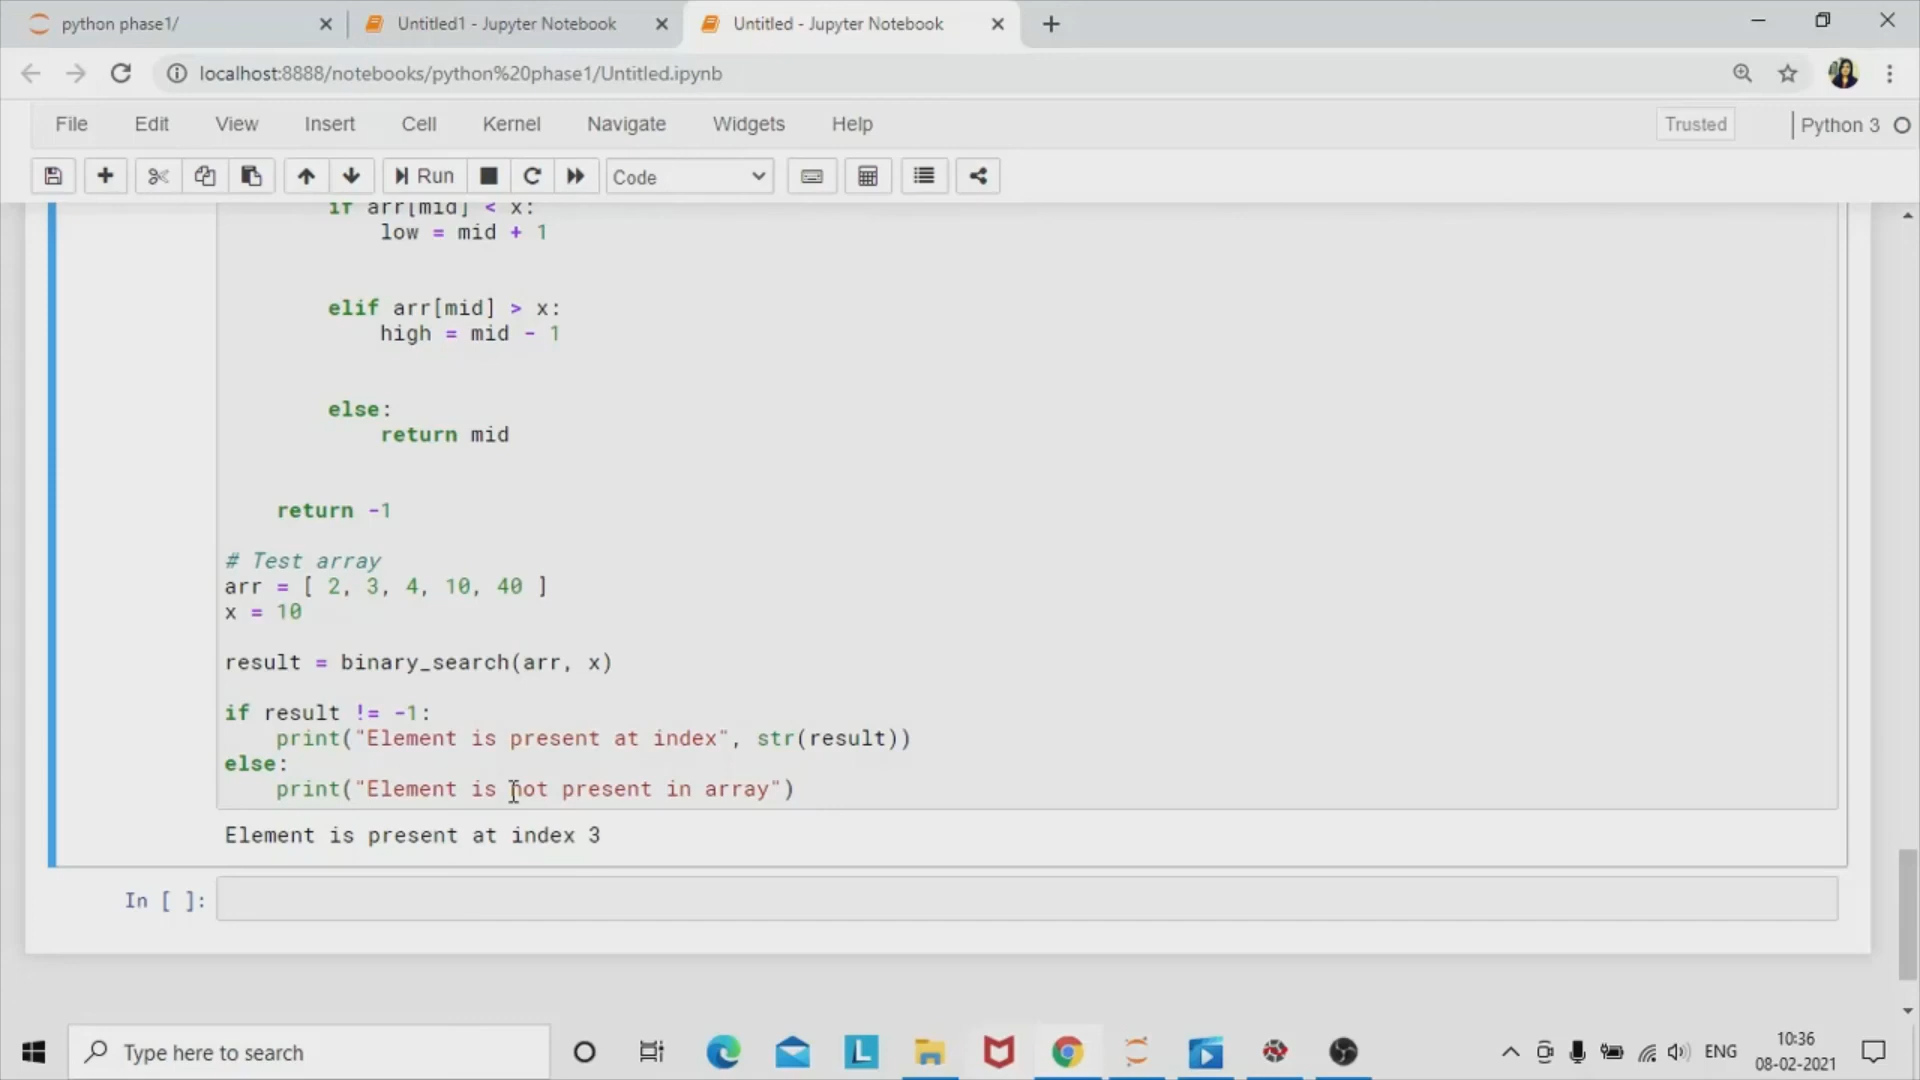 python phase1/
Untitled1 - Jupyter Notebook
Untitled - Jupyter Notebook
localhost:8888/notebooks/python%20phase1/Untitled.ipynb
File Edit View Insert Cell Kernel Navigate Widgets Help Trusted Python 3
Run Code
if arr[mid] < x:
low = mid + 1
elif arr[mid] > x:
high = mid - 1
else:
return mid
return -1
# Test array
arr = [ 2, 3, 4, 10, 40 ]
x = 10
result = binary_search(arr, x)
if result != -1:
print("Element is present at index", str(result))
else:
print("Element is not present in array")
Element is present at index 3
In [ ]:
Type here to search
L
ENG
10:36
08-02-2021